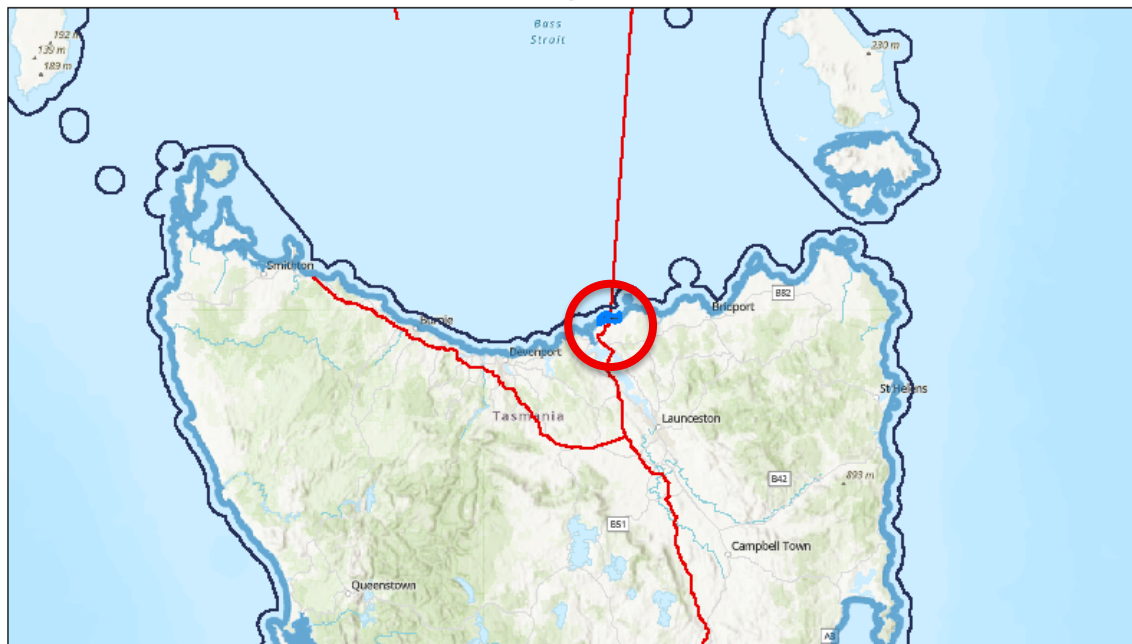 Bass
Strait
192 m
139 m
189 m
230 m
Smithton
B82
Bridport
Burnie
Devonport
St Helens
Tasmania
Launceston
893 m
B42
B51
Campbell Town
Queenstown
A3